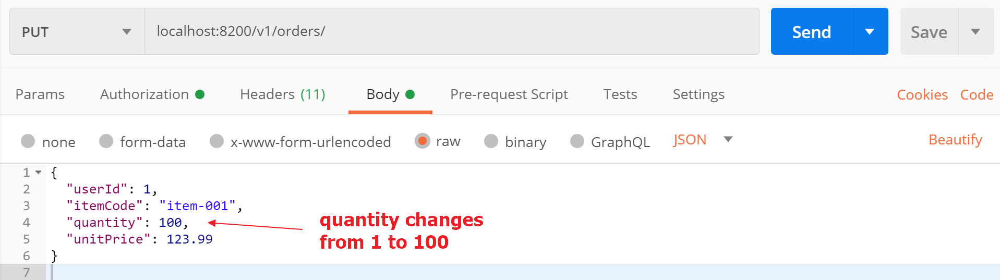 PUT localhost:8200/v1/orders/ Send Save
Params Authorization Headers (11) Body Pre-request Script Tests Settings Cookies Code
none form-data x-www-form-urlencoded raw binary GraphQL JSON Beautify
1 {
2 "userId": 1,
3 "itemCode": "item-001",
4 "quantity": 100,
5 "unitPrice": 123.99
6 }
7
quantity changes
from 1 to 100